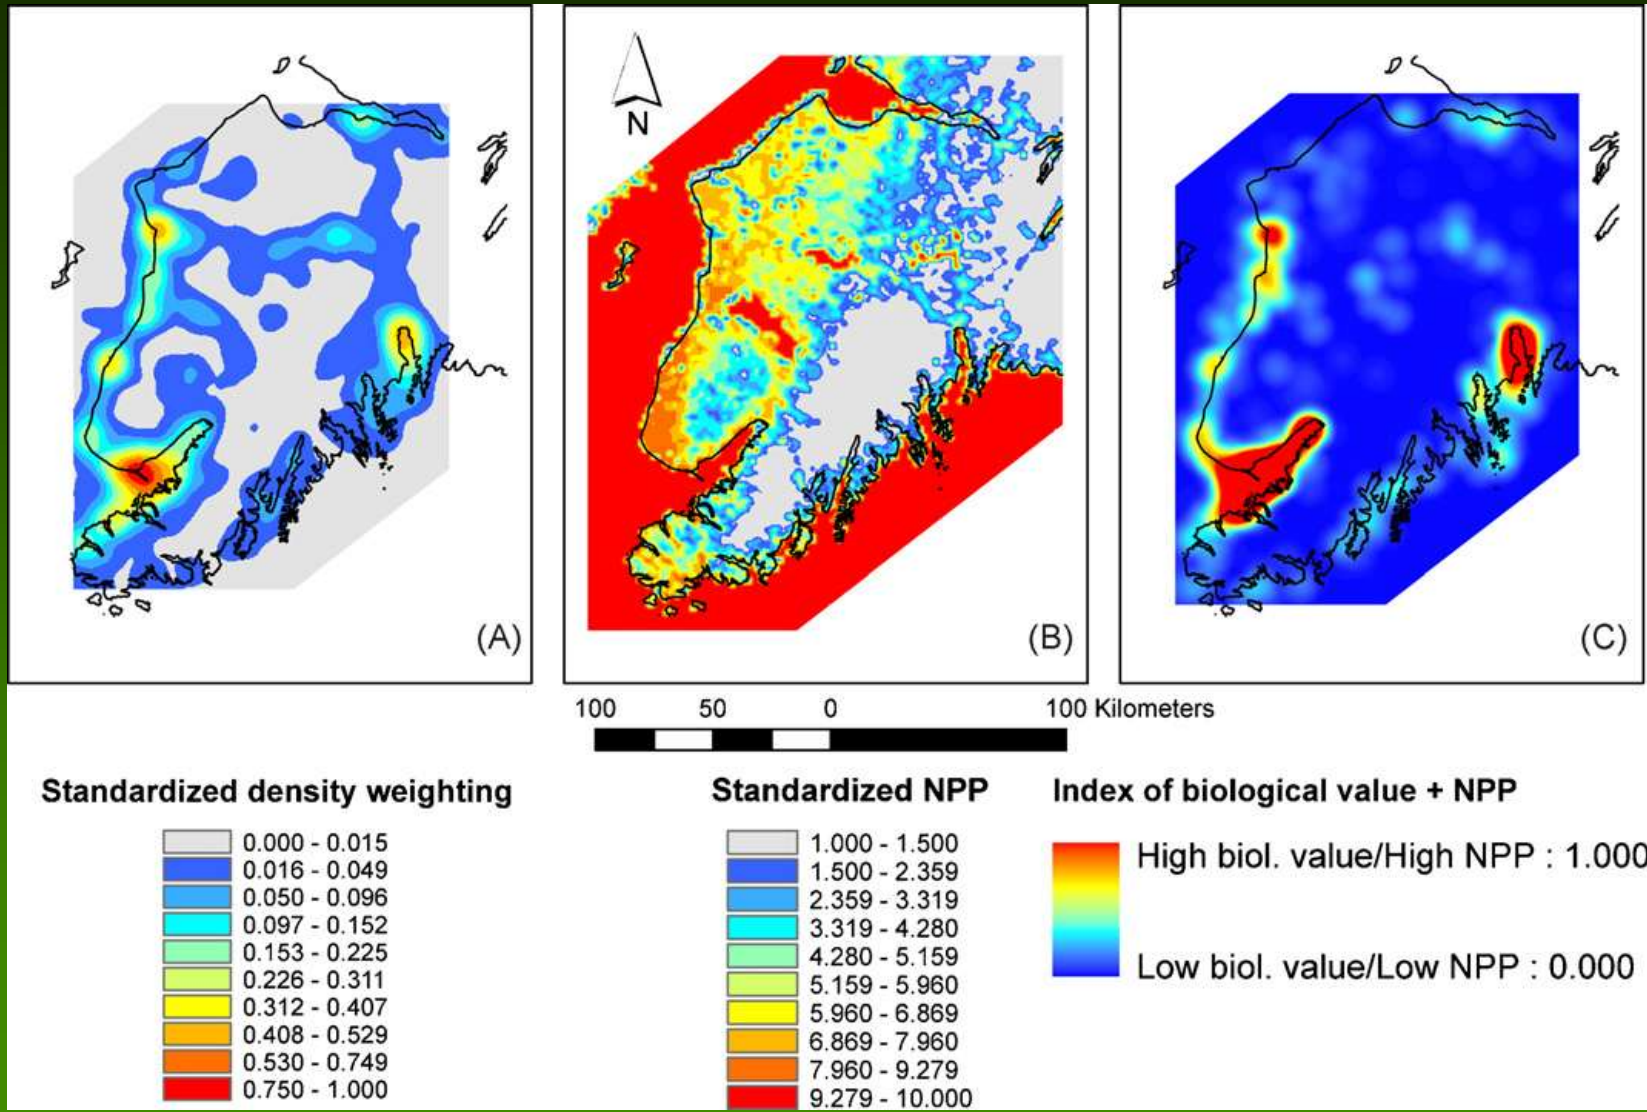 N
(A)
(B)
(C)
100 50 0 100 Kilometers
Standardized density weighting
0.000 - 0.015
0.016 - 0.049
0.050 - 0.096
0.097 - 0.152
0.153 - 0.225
0.226 - 0.311
0.312 - 0.407
0.408 - 0.529
0.530 - 0.749
0.750 - 1.000
Standardized NPP
1.000 - 1.500
1.500 - 2.359
2.359 - 3.319
3.319 - 4.280
4.280 - 5.159
5.159 - 5.960
5.960 - 6.869
6.869 - 7.960
7.960 - 9.279
9.279 - 10.000
Index of biological value + NPP
High biol. value/High NPP : 1.000
Low biol. value/Low NPP : 0.000